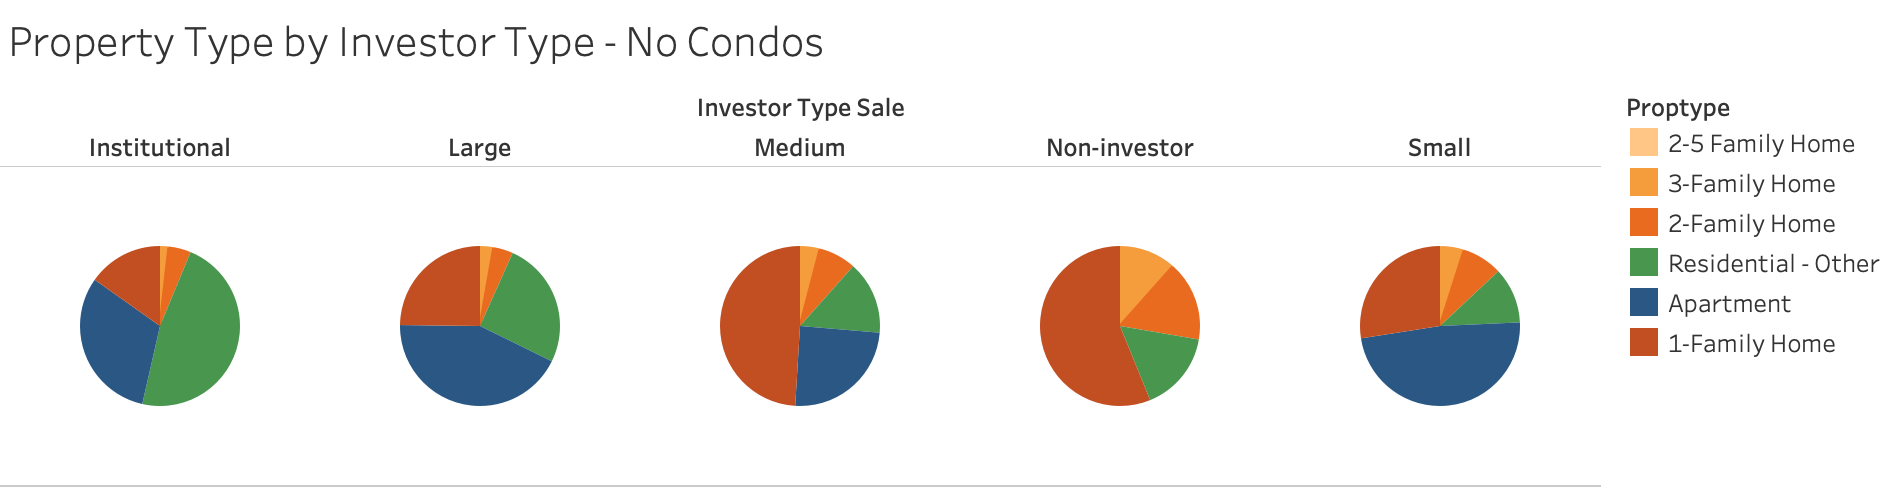 Property Type by Investor Type - No Condos
Investor Type Sale
Institutional Large Medium Non-investor Small
Proptype
2-5 Family Home
3-Family Home
2-Family Home
Residential - Other
Apartment
1-Family Home